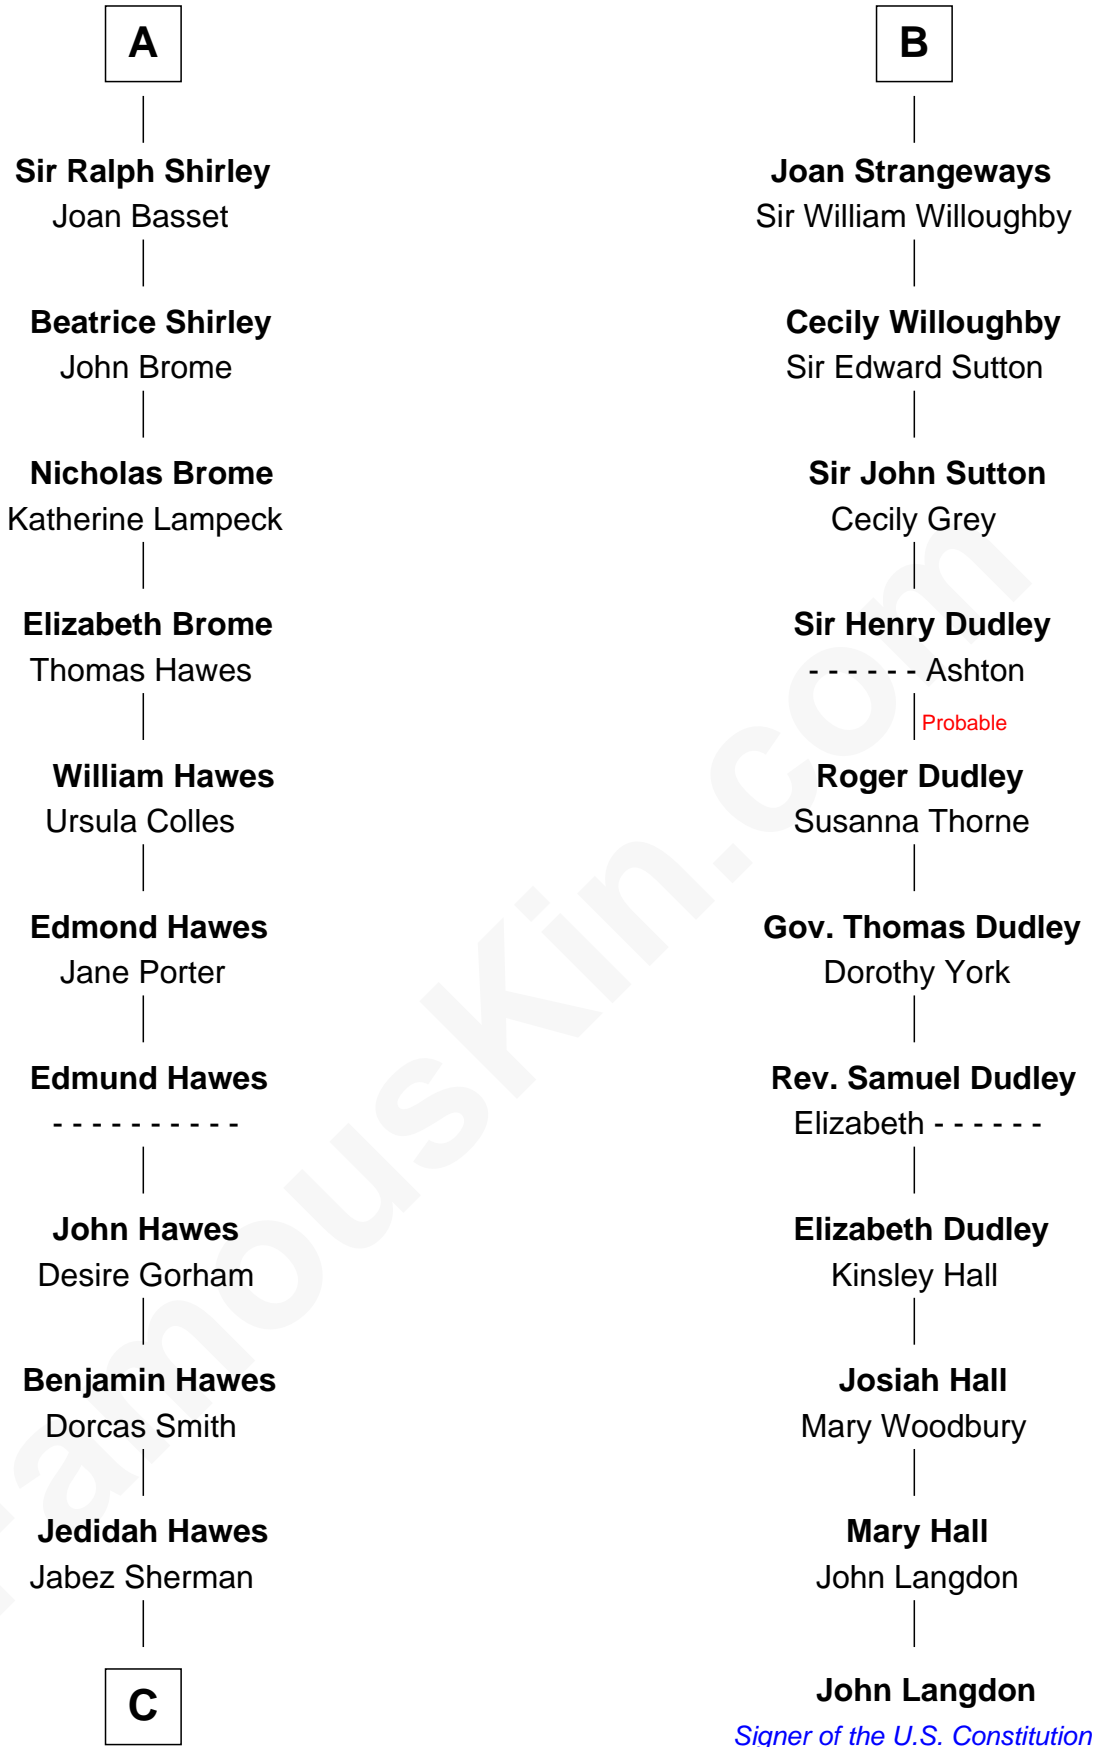 A
Sir Ralph Shirley
Joan Basset
Beatrice Shirley
John Brome
Nicholas Brome
Katherine Lampeck
Elizabeth Brome
Thomas Hawes
William Hawes
Ursula Colles
Edmond Hawes
Jane Porter
Edmund Hawes
- - - - - - - - - -
John Hawes
Desire Gorham
Benjamin Hawes
Dorcas Smith
Jedidah Hawes
Jabez Sherman
C
B
Joan Strangeways
Sir William Willoughby
Cecily Willoughby
Sir Edward Sutton
Sir John Sutton
Cecily Grey
Sir Henry Dudley
- - - - - - Ashton
Probable
Roger Dudley
Susanna Thorne
Gov. Thomas Dudley
Dorothy York
Rev. Samuel Dudley
Elizabeth - - - - - -
Elizabeth Dudley
Kinsley Hall
Josiah Hall
Mary Woodbury
Mary Hall
John Langdon
John Langdon
Signer of the U.S. Constitution
FamousKin.com